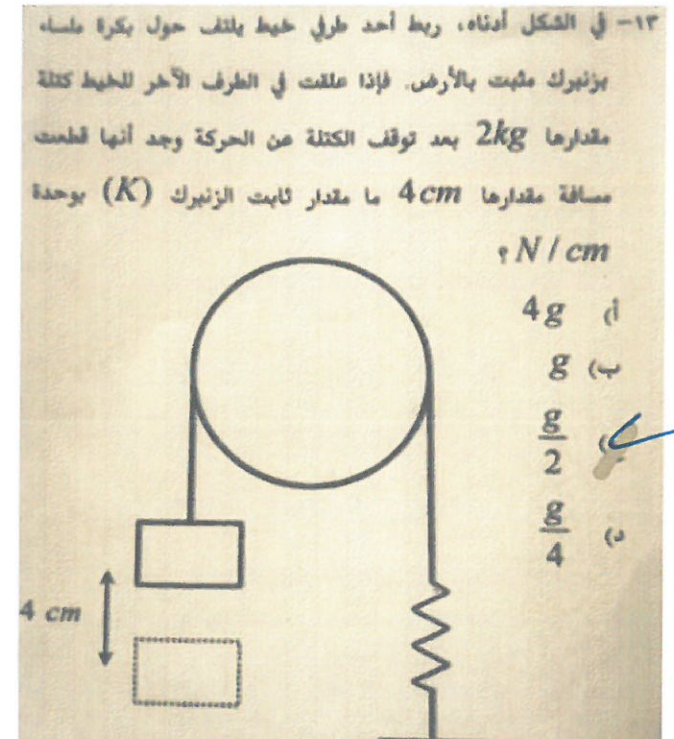 ١٣- في الشكل أدناه، ربط أحد طرفي خيط يلتف حول بكرة ملساء
بزنبرك مثبت بالأرض. فإذا علقت في الطرف الآخر للخيط كتلة
مقدارها 2kg بعد توقف الكتلة عن الحركة وجد أنها قطعت
مسافة مقدارها 4cm ما مقدار ثابت الزنبرك (K) بوحدة
N / cm ؟
أ) 4g
ب) g
ج) g/2
د) g/4
4 cm